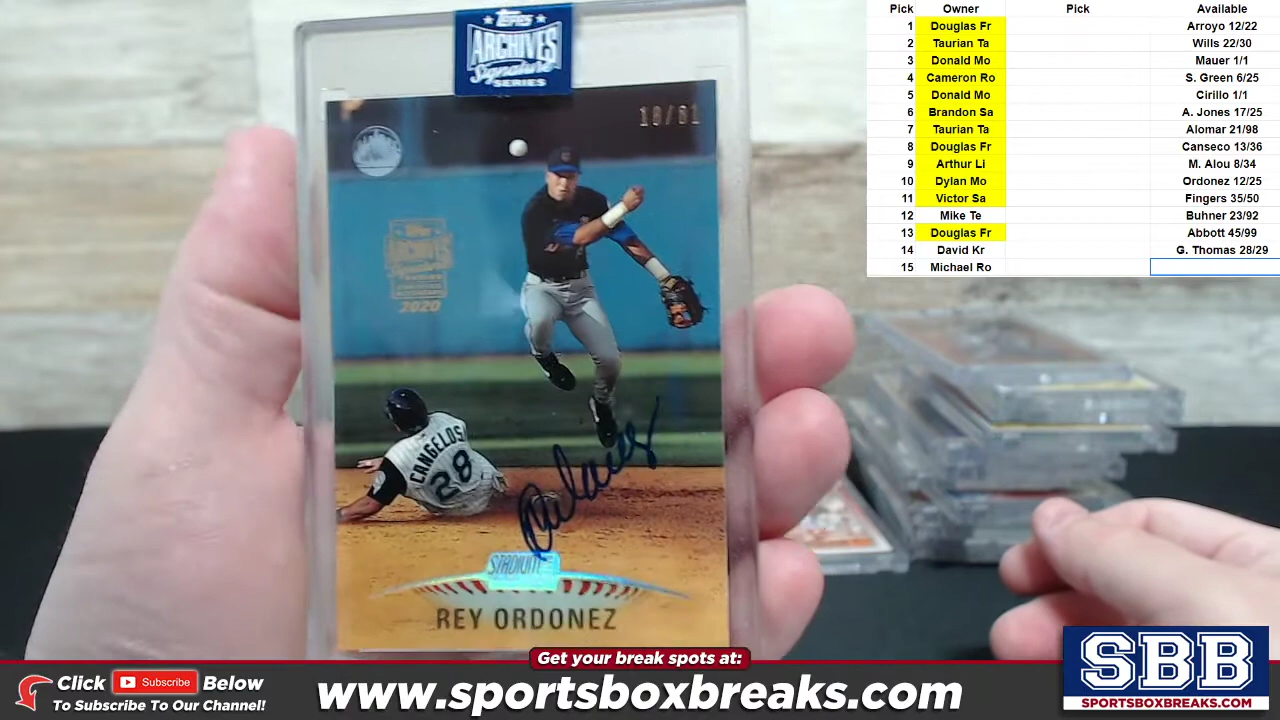 Topps
ARCHIVES
Signature
SERIES
18/81
Topps
ARCHIVES
Signature
SERIES
2020
CANGELOSI
28
STADIUM
REY ORDONEZ
Pick Owner Pick Available
1 Douglas Fr Arroyo 12/22
2 Taurian Ta Wills 22/30
3 Donald Mo Mauer 1/1
4 Cameron Ro S. Green 6/25
5 Donald Mo Cirillo 1/1
6 Brandon Sa A. Jones 17/25
7 Taurian Ta Alomar 21/98
8 Douglas Fr Canseco 13/36
9 Arthur Li M. Alou 8/34
10 Dylan Mo Ordonez 12/25
11 Victor Sa Fingers 35/50
12 Mike Te Buhner 23/92
13 Douglas Fr Abbott 45/99
14 David Kr G. Thomas 28/29
15 Michael Ro
Get your break spots at:
Click Subscribe Below
To Subscribe To Our Channel!
www.sportsboxbreaks.com
SBB
SPORTSBOXBREAKS.COM